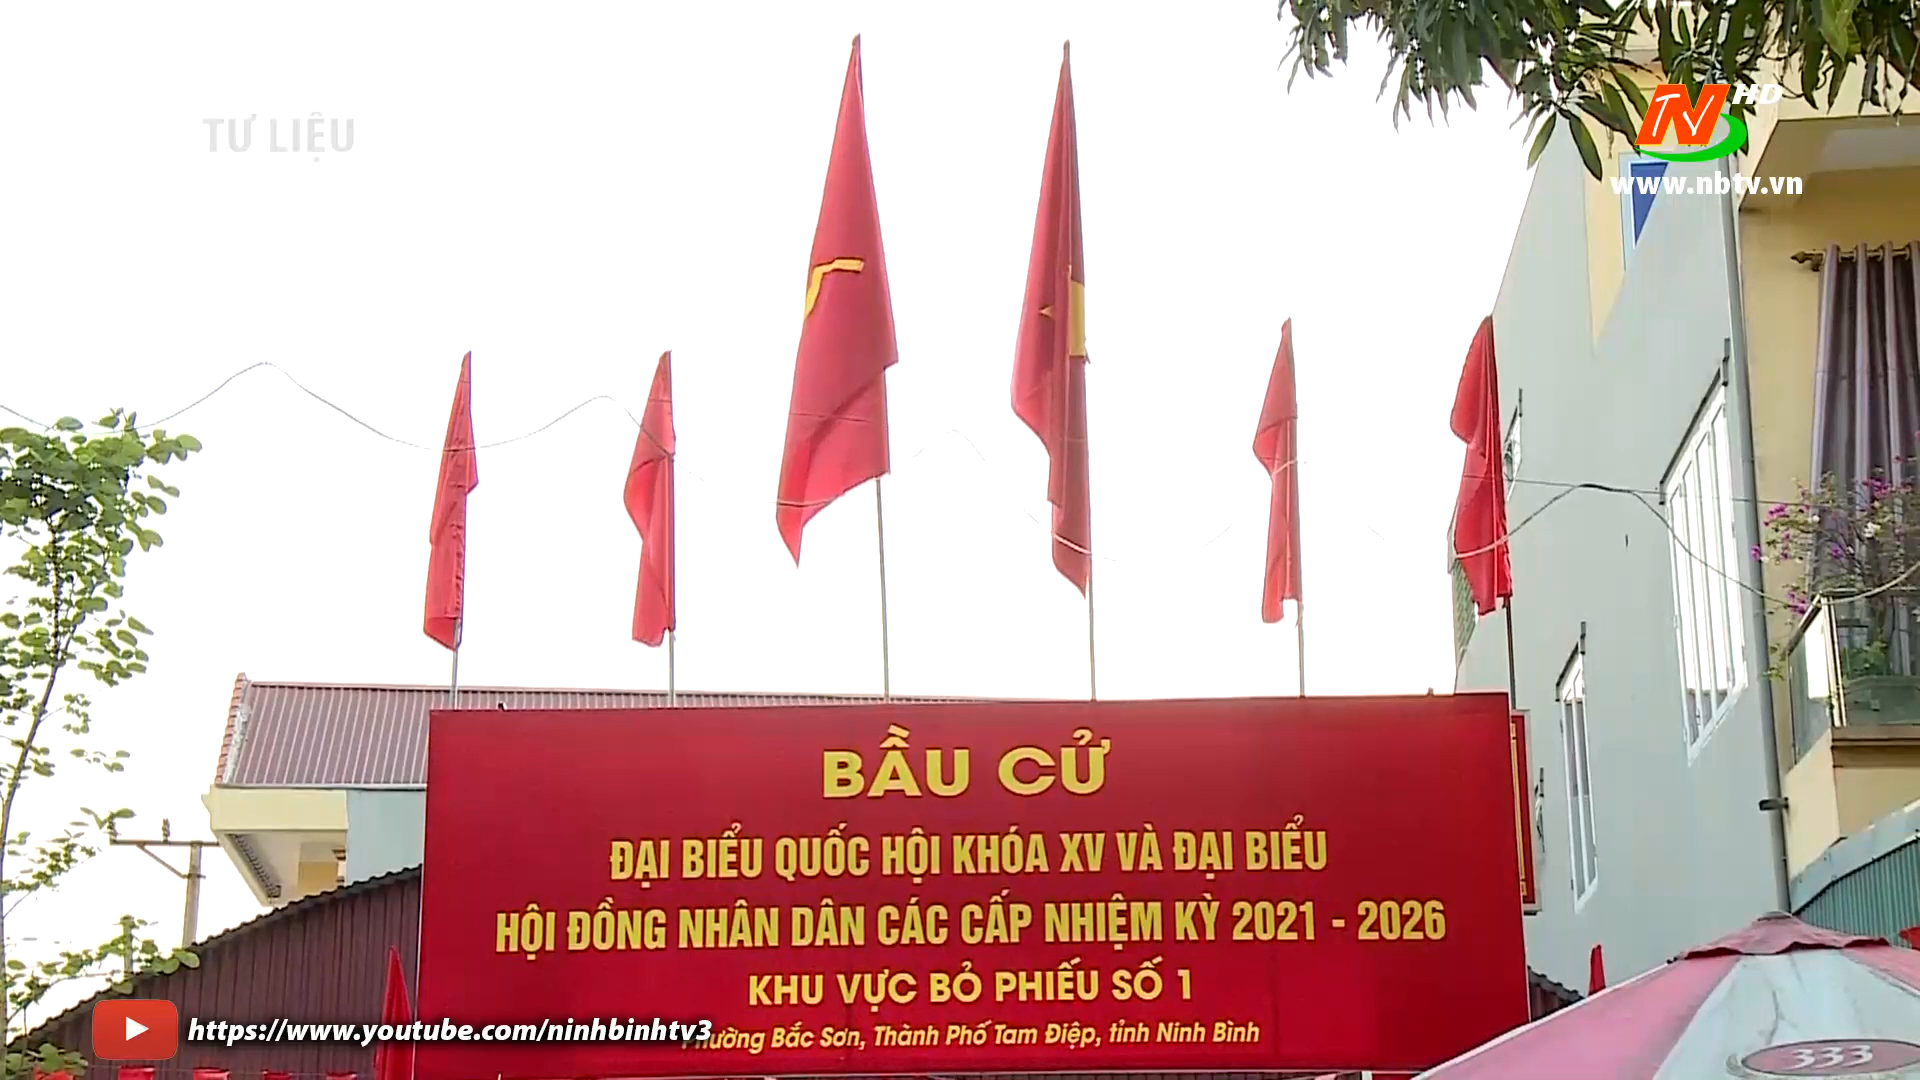 TƯ LIỆU
NTV HD
www.nbtv.vn
BẦU CỬ
ĐẠI BIỂU QUỐC HỘI KHÓA XV VÀ ĐẠI BIỂU
HỘI ĐỒNG NHÂN DÂN CÁC CẤP NHIỆM KỲ 2021 - 2026
KHU VỰC BỎ PHIẾU SỐ 1
Phường Bắc Sơn, Thành Phố Tam Điệp, tỉnh Ninh Bình
https://www.youtube.com/ninhbinhtv3
333